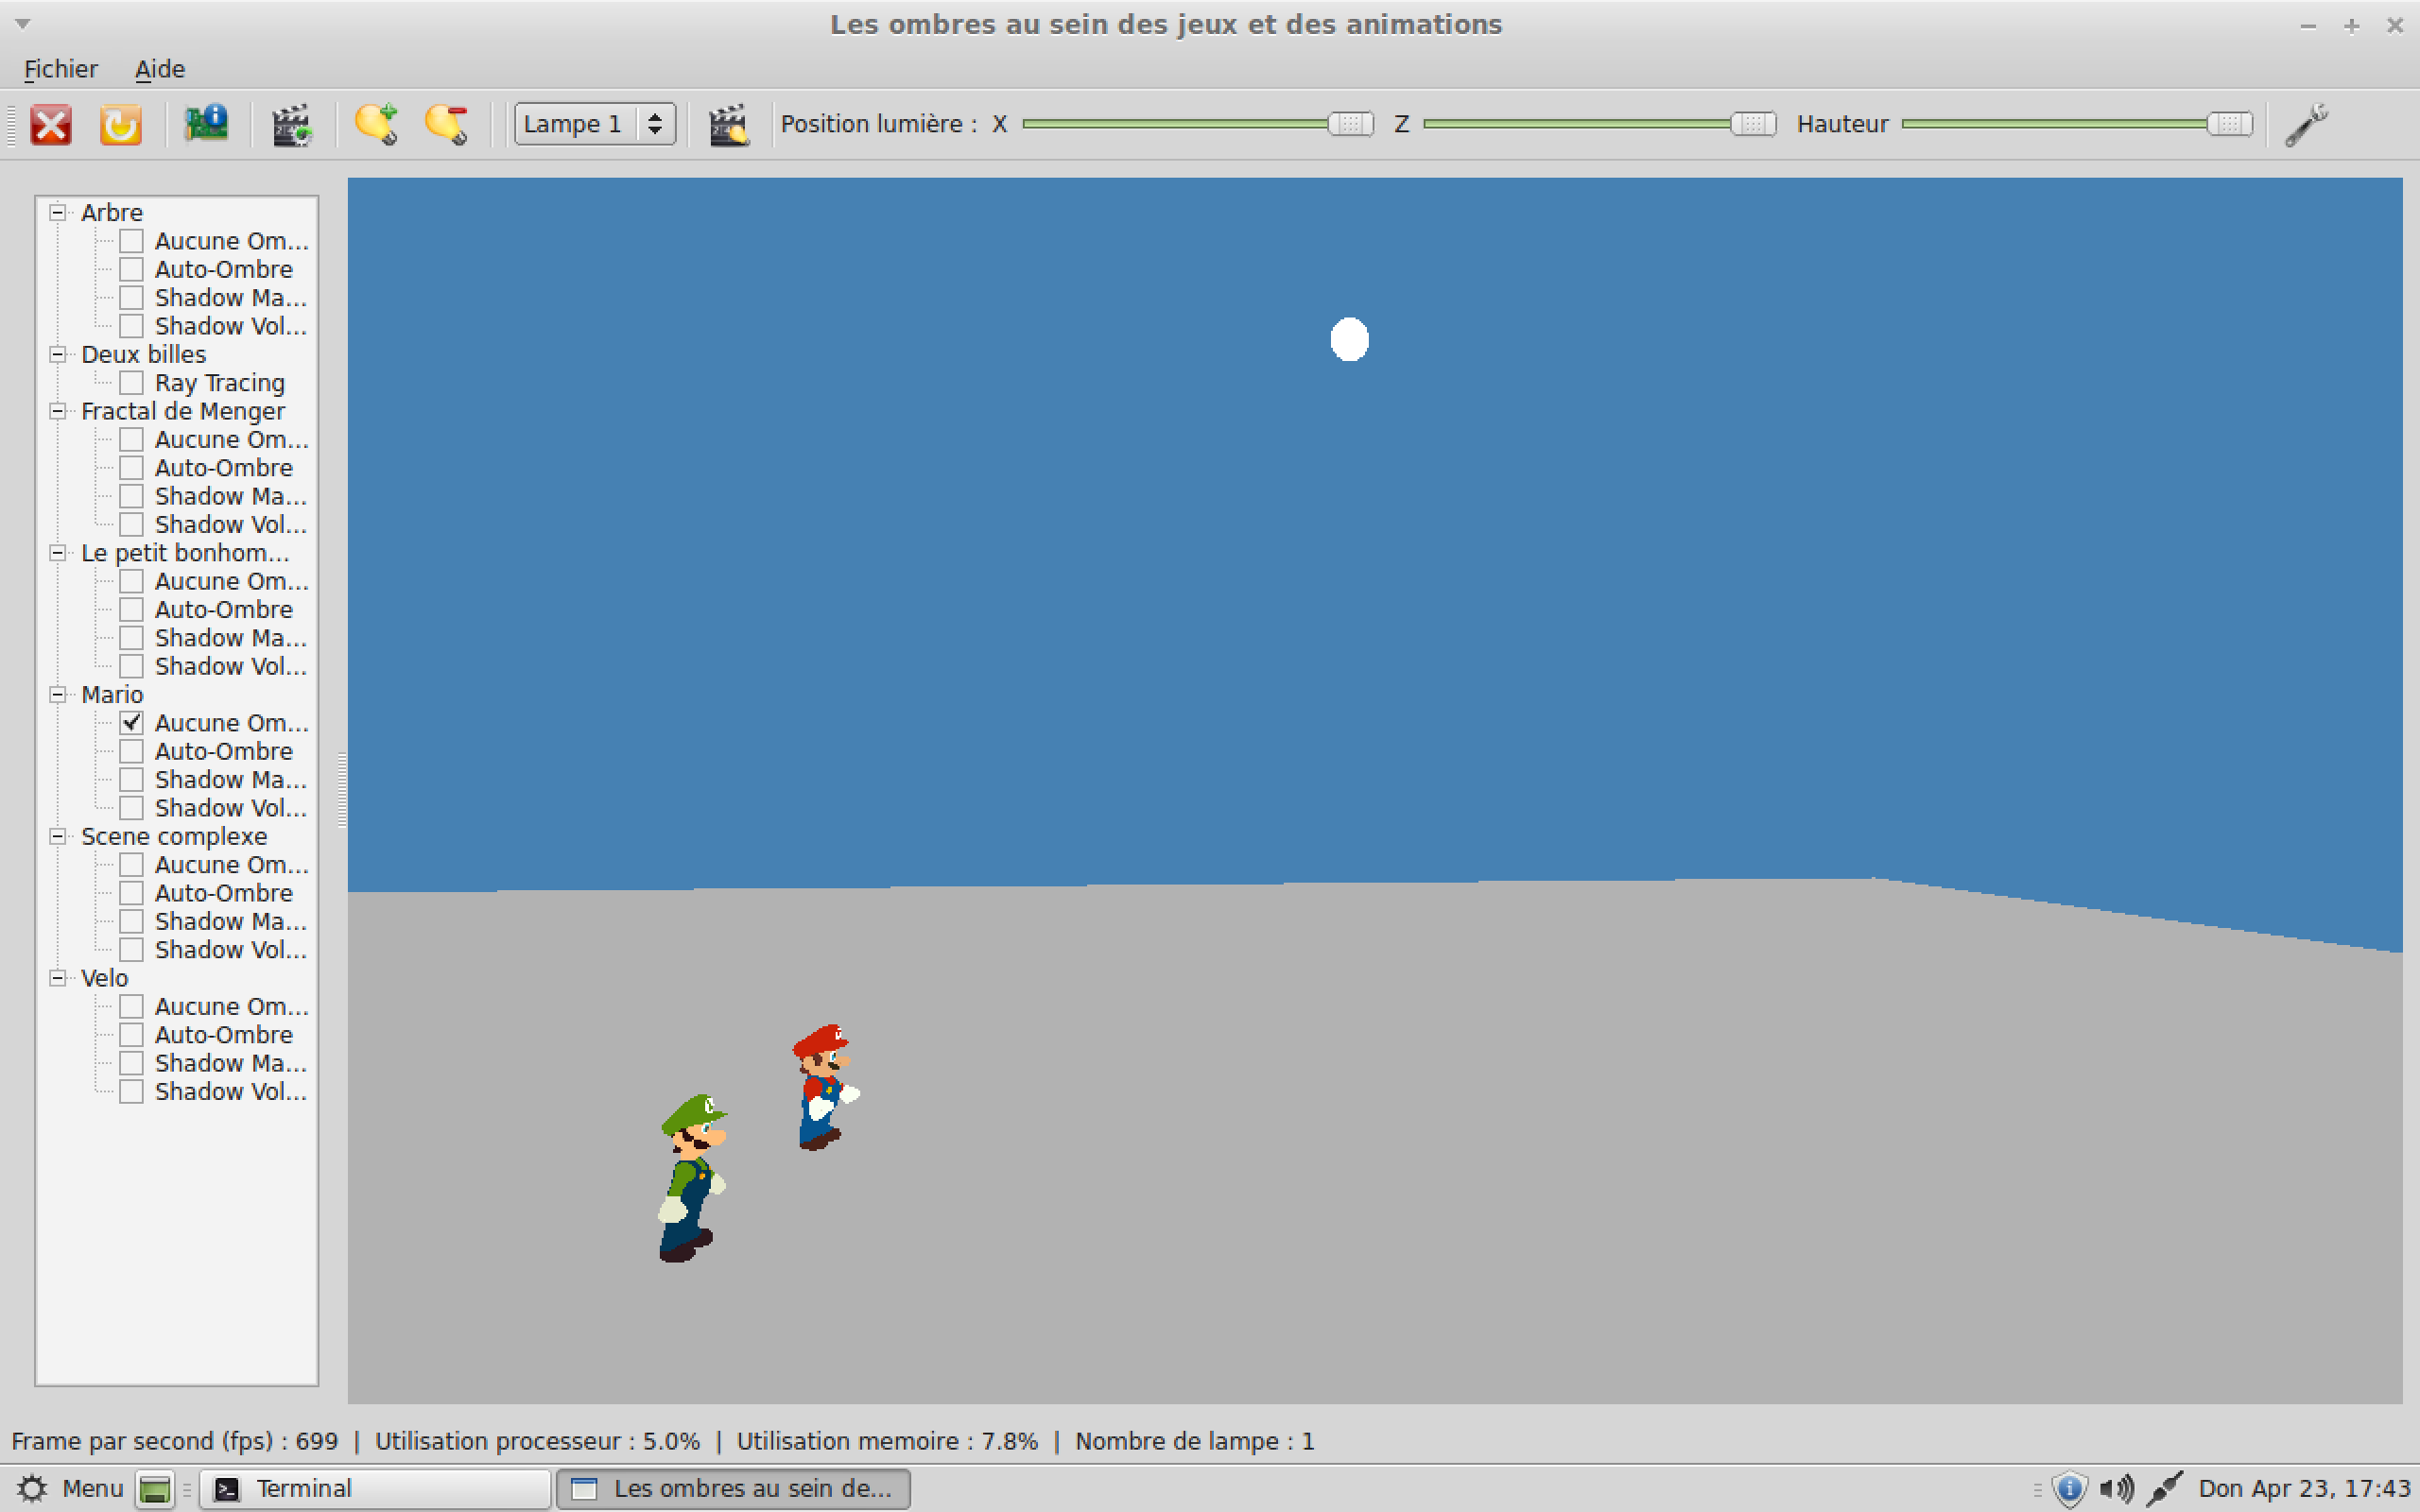 Les ombres au sein des jeux et des animations
Fichier Aide
Lampe 1 Position lumière : X Z Hauteur
Arbre
Aucune Om...
Auto-Ombre
Shadow Ma...
Shadow Vol...
Deux billes
Ray Tracing
Fractal de Menger
Aucune Om...
Auto-Ombre
Shadow Ma...
Shadow Vol...
Le petit bonhom...
Aucune Om...
Auto-Ombre
Shadow Ma...
Shadow Vol...
Mario
Aucune Om...
Auto-Ombre
Shadow Ma...
Shadow Vol...
Scene complexe
Aucune Om...
Auto-Ombre
Shadow Ma...
Shadow Vol...
Velo
Aucune Om...
Auto-Ombre
Shadow Ma...
Shadow Vol...
Frame par second (fps) : 699 | Utilisation processeur : 5.0% | Utilisation memoire : 7.8% | Nombre de lampe : 1
Menu Terminal Les ombres au sein de... Don Apr 23, 17:43